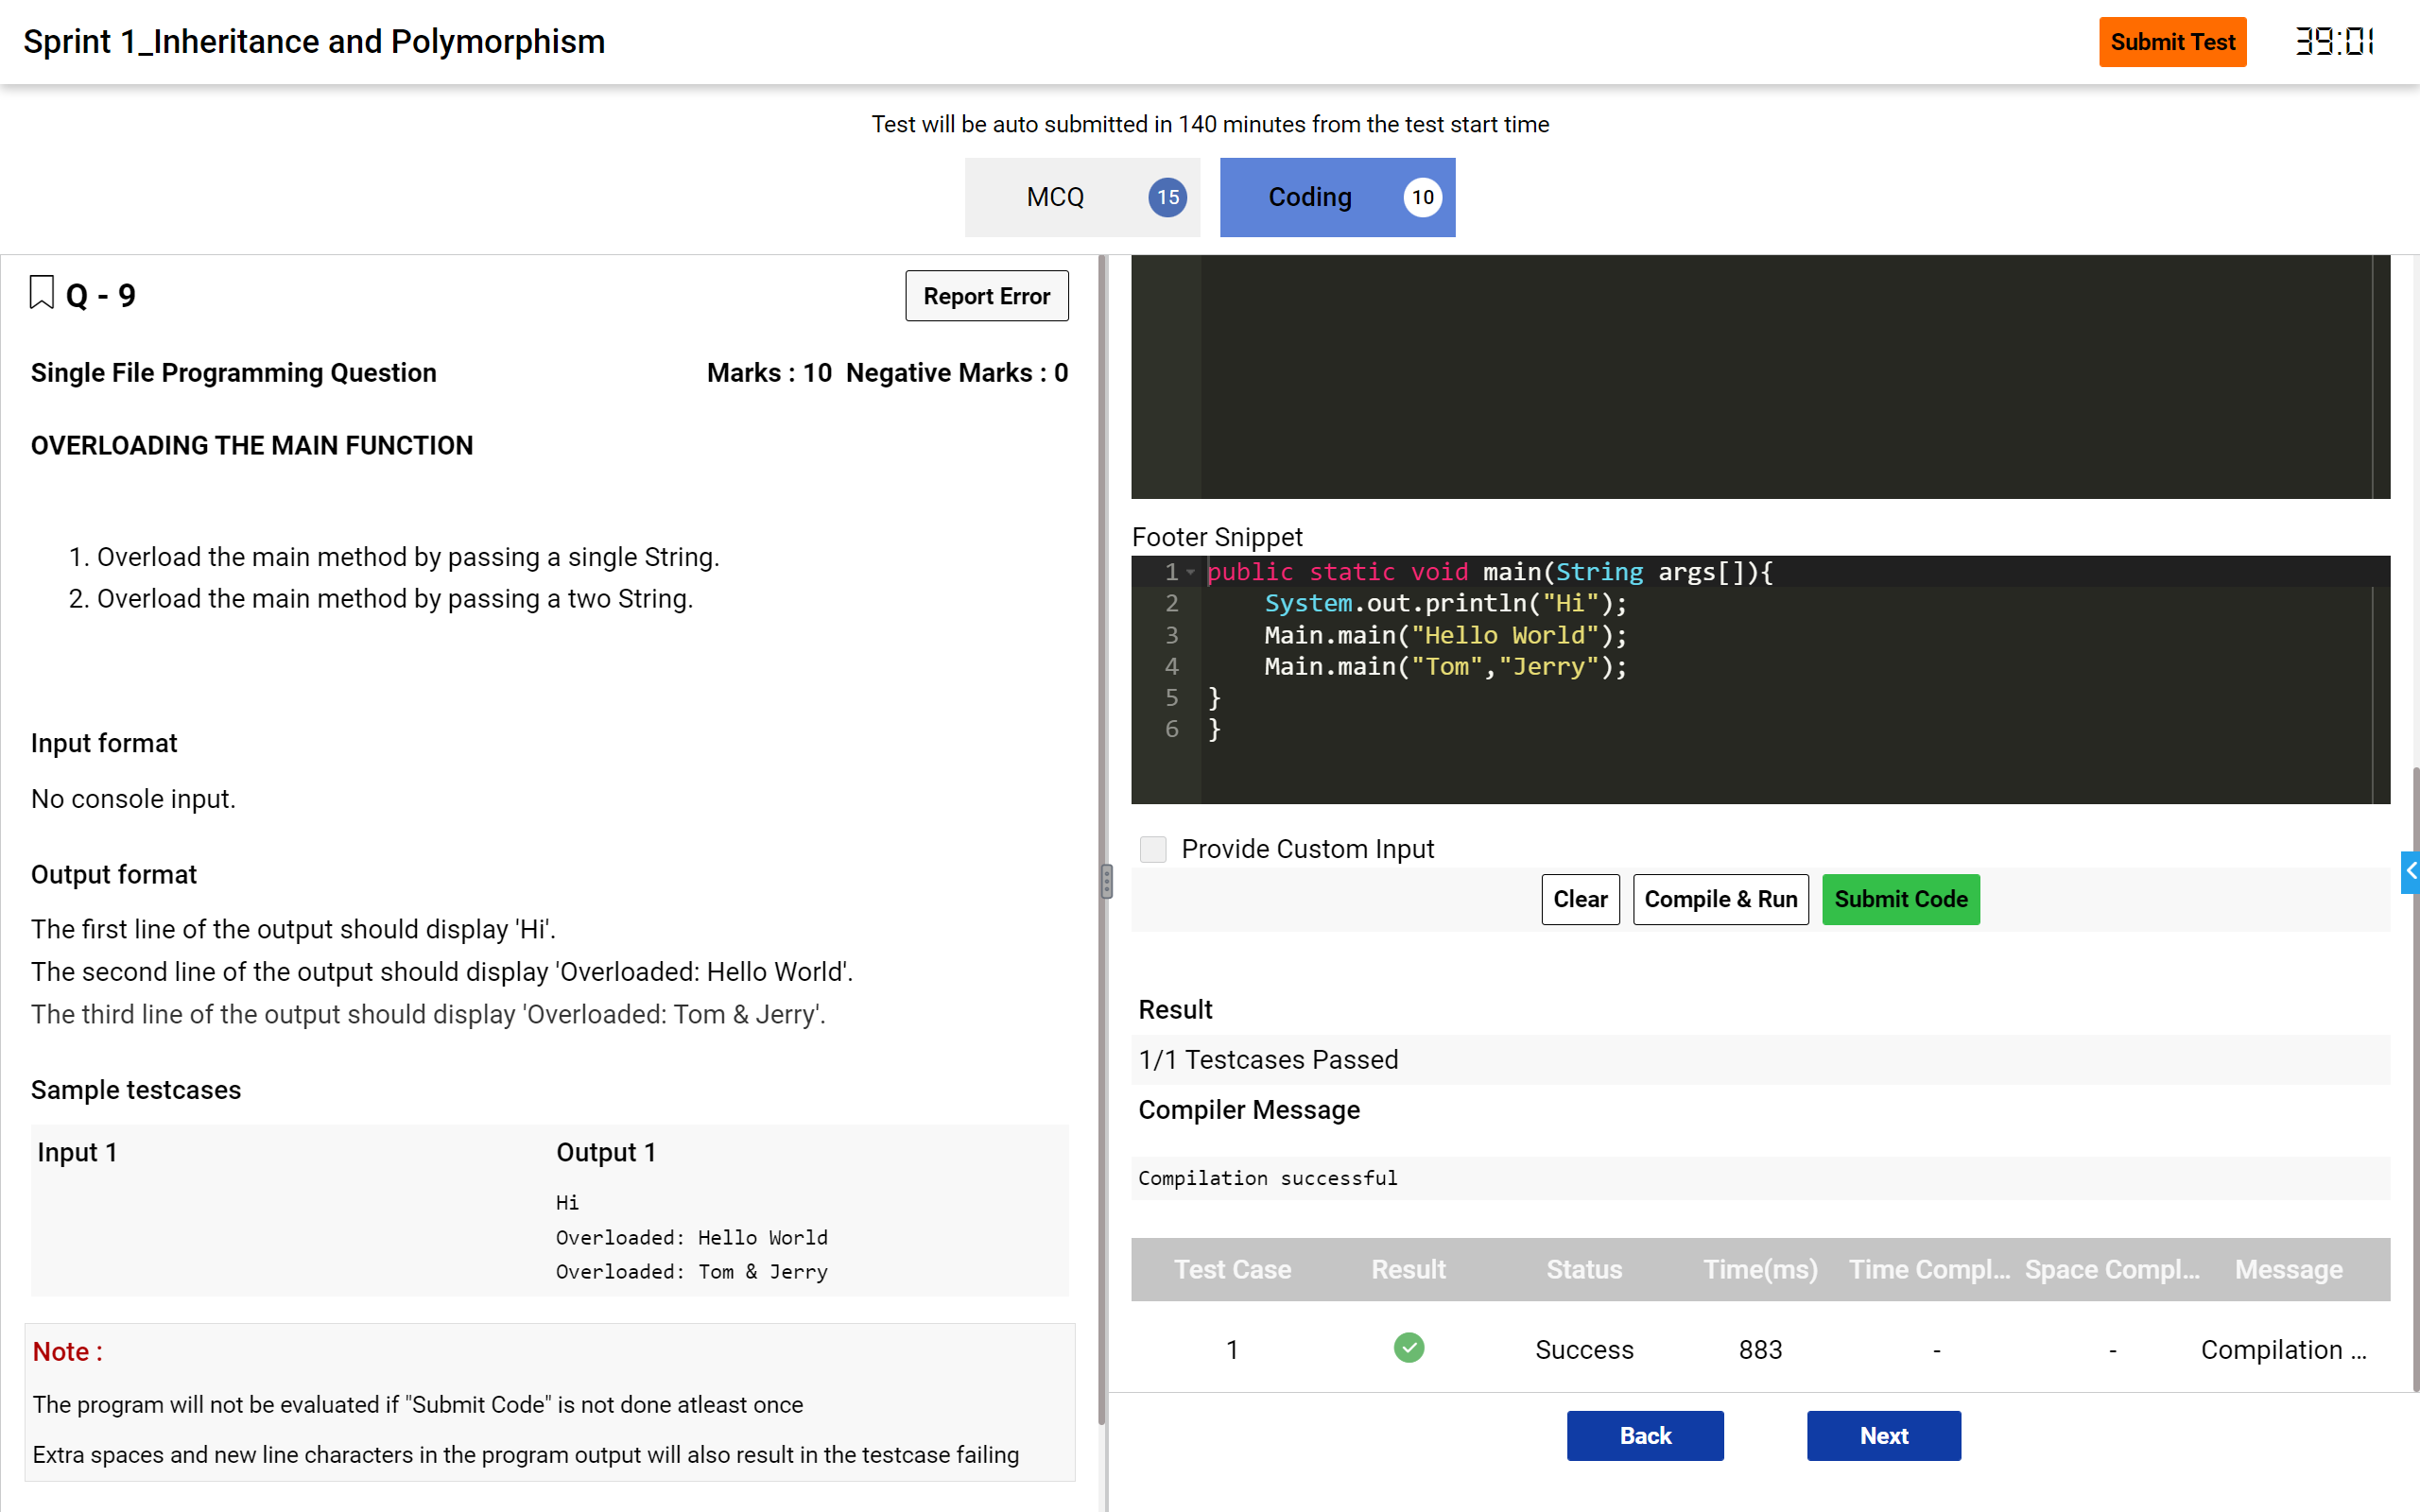 Sprint 1_Inheritance and Polymorphism
Submit Test
39:01
Test will be auto submitted in 140 minutes from the test start time
MCQ 15
Coding 10
Q - 9
Report Error
Single File Programming Question
Marks : 10 Negative Marks : 0
OVERLOADING THE MAIN FUNCTION
1. Overload the main method by passing a single String.
2. Overload the main method by passing a two String.
Input format
No console input.
Output format
The first line of the output should display 'Hi'.
The second line of the output should display 'Overloaded: Hello World'.
The third line of the output should display 'Overloaded: Tom & Jerry'.
Sample testcases
Input 1
Output 1
Hi
Overloaded: Hello World
Overloaded: Tom & Jerry
Note :
The program will not be evaluated if "Submit Code" is not done atleast once
Extra spaces and new line characters in the program output will also result in the testcase failing
Footer Snippet
1 public static void main(String args[]){
2 System.out.println("Hi");
3 Main.main("Hello World");
4 Main.main("Tom","Jerry");
5 }
6 }
Provide Custom Input
Clear
Compile & Run
Submit Code
Result
1/1 Testcases Passed
Compiler Message
Compilation successful
Test Case Result Status Time(ms) Time Compl... Space Compl... Message
1 Success 883 - - Compilation ...
Back
Next